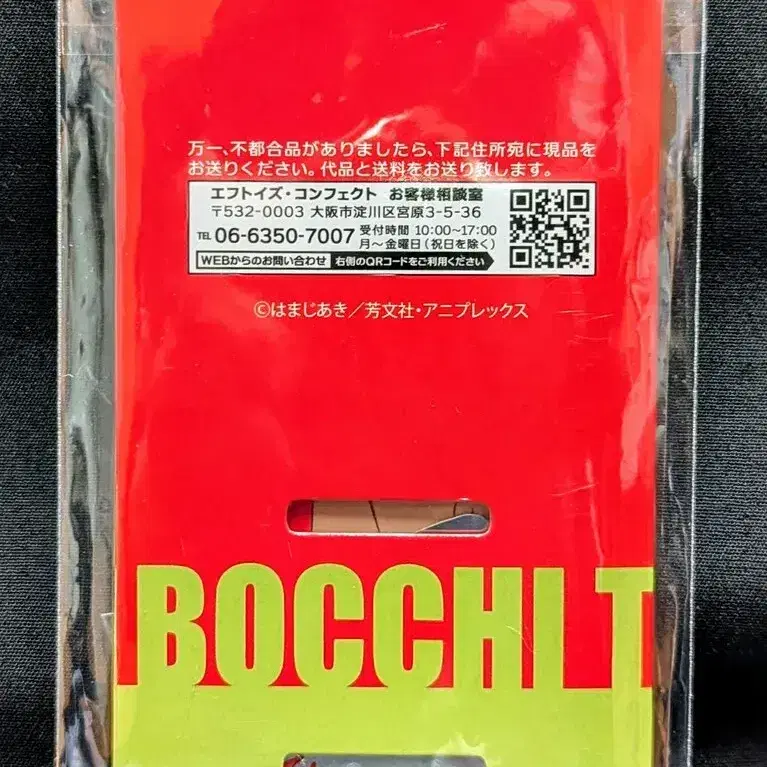 万一、不都合品がありましたら、下記住所宛に現品を
お送りください。代品と送料をお送り致します。
エフトイズ・コンフェクト お客様相談室
〒532-0003 大阪市淀川区宮原3-5-36
TEL 06-6350-7007 受付時間 10:00~17:00
月~金曜日(祝日を除く)
WEBからのお問い合わせ 右側のQRコードをご利用ください
©はまじあき/芳文社・アニプレックス
BOCCHI T